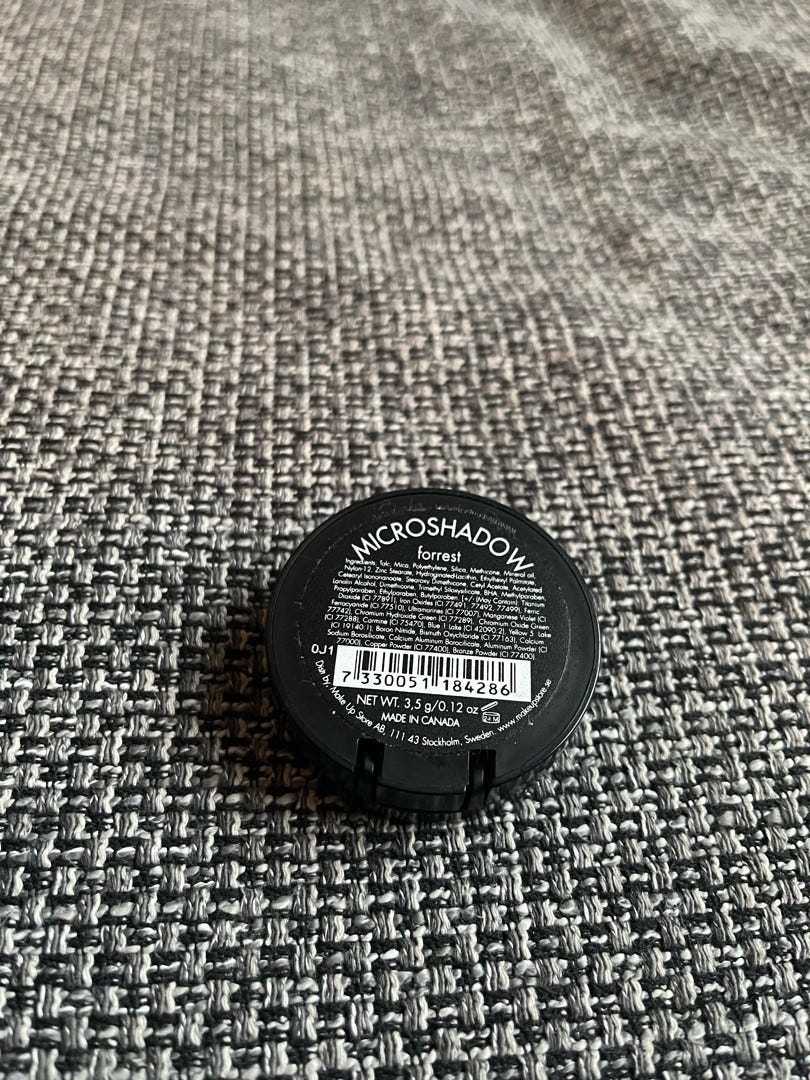 MICROSHADOW
forrest
Ingredients: Talc, Mica, Polyethylene, Silica, Methicone, Mineral oil,
Nylon-12, Zinc Stearate, Hydroginated-Lecithin, Ethylhexyl Palmitate,
Cetearyl Isononanoate, Stearoxy Dimethicone, Cetyl Acetate, Acetylated
Lanolin Alcohol, Dimethicone, Trimethyl Siloxysilicate, BHA, Methylparaben,
Propylparaben, Ethylparaben, Butylparaben [+/-(May Contain) Titanium
Dioxide (CI 77891), Iron Oxides (CI 77491, 77492, 77499), Ferric
Ferrocyanide (CI 77510), Ultramarines (CI 77007), Manganese Violet (CI
77742), Chromium Hydroxide Green (CI 77289), Chromium Oxide Green
(CI 77288), Carmine (CI 75470), Blue 1 Lake (CI 42090:2), Yellow 5 Lake
(CI 19140:1), Boron Nitride, Bismuth Oxychloride (CI 77163), Calcium
Sodium Borosilicate, Calcium Aluminum Borocilicate, Aluminum Powder (CI
77000), Copper Powder (CI 77400), Bronze Powder (CI 77400)
0J1
7 330051 184286
NET WT. 3,5 g/0.12 oz 24 M
MADE IN CANADA
Dist by. Make Up Store AB, 111 43 Stockholm, Sweden. www.makeupstore.se